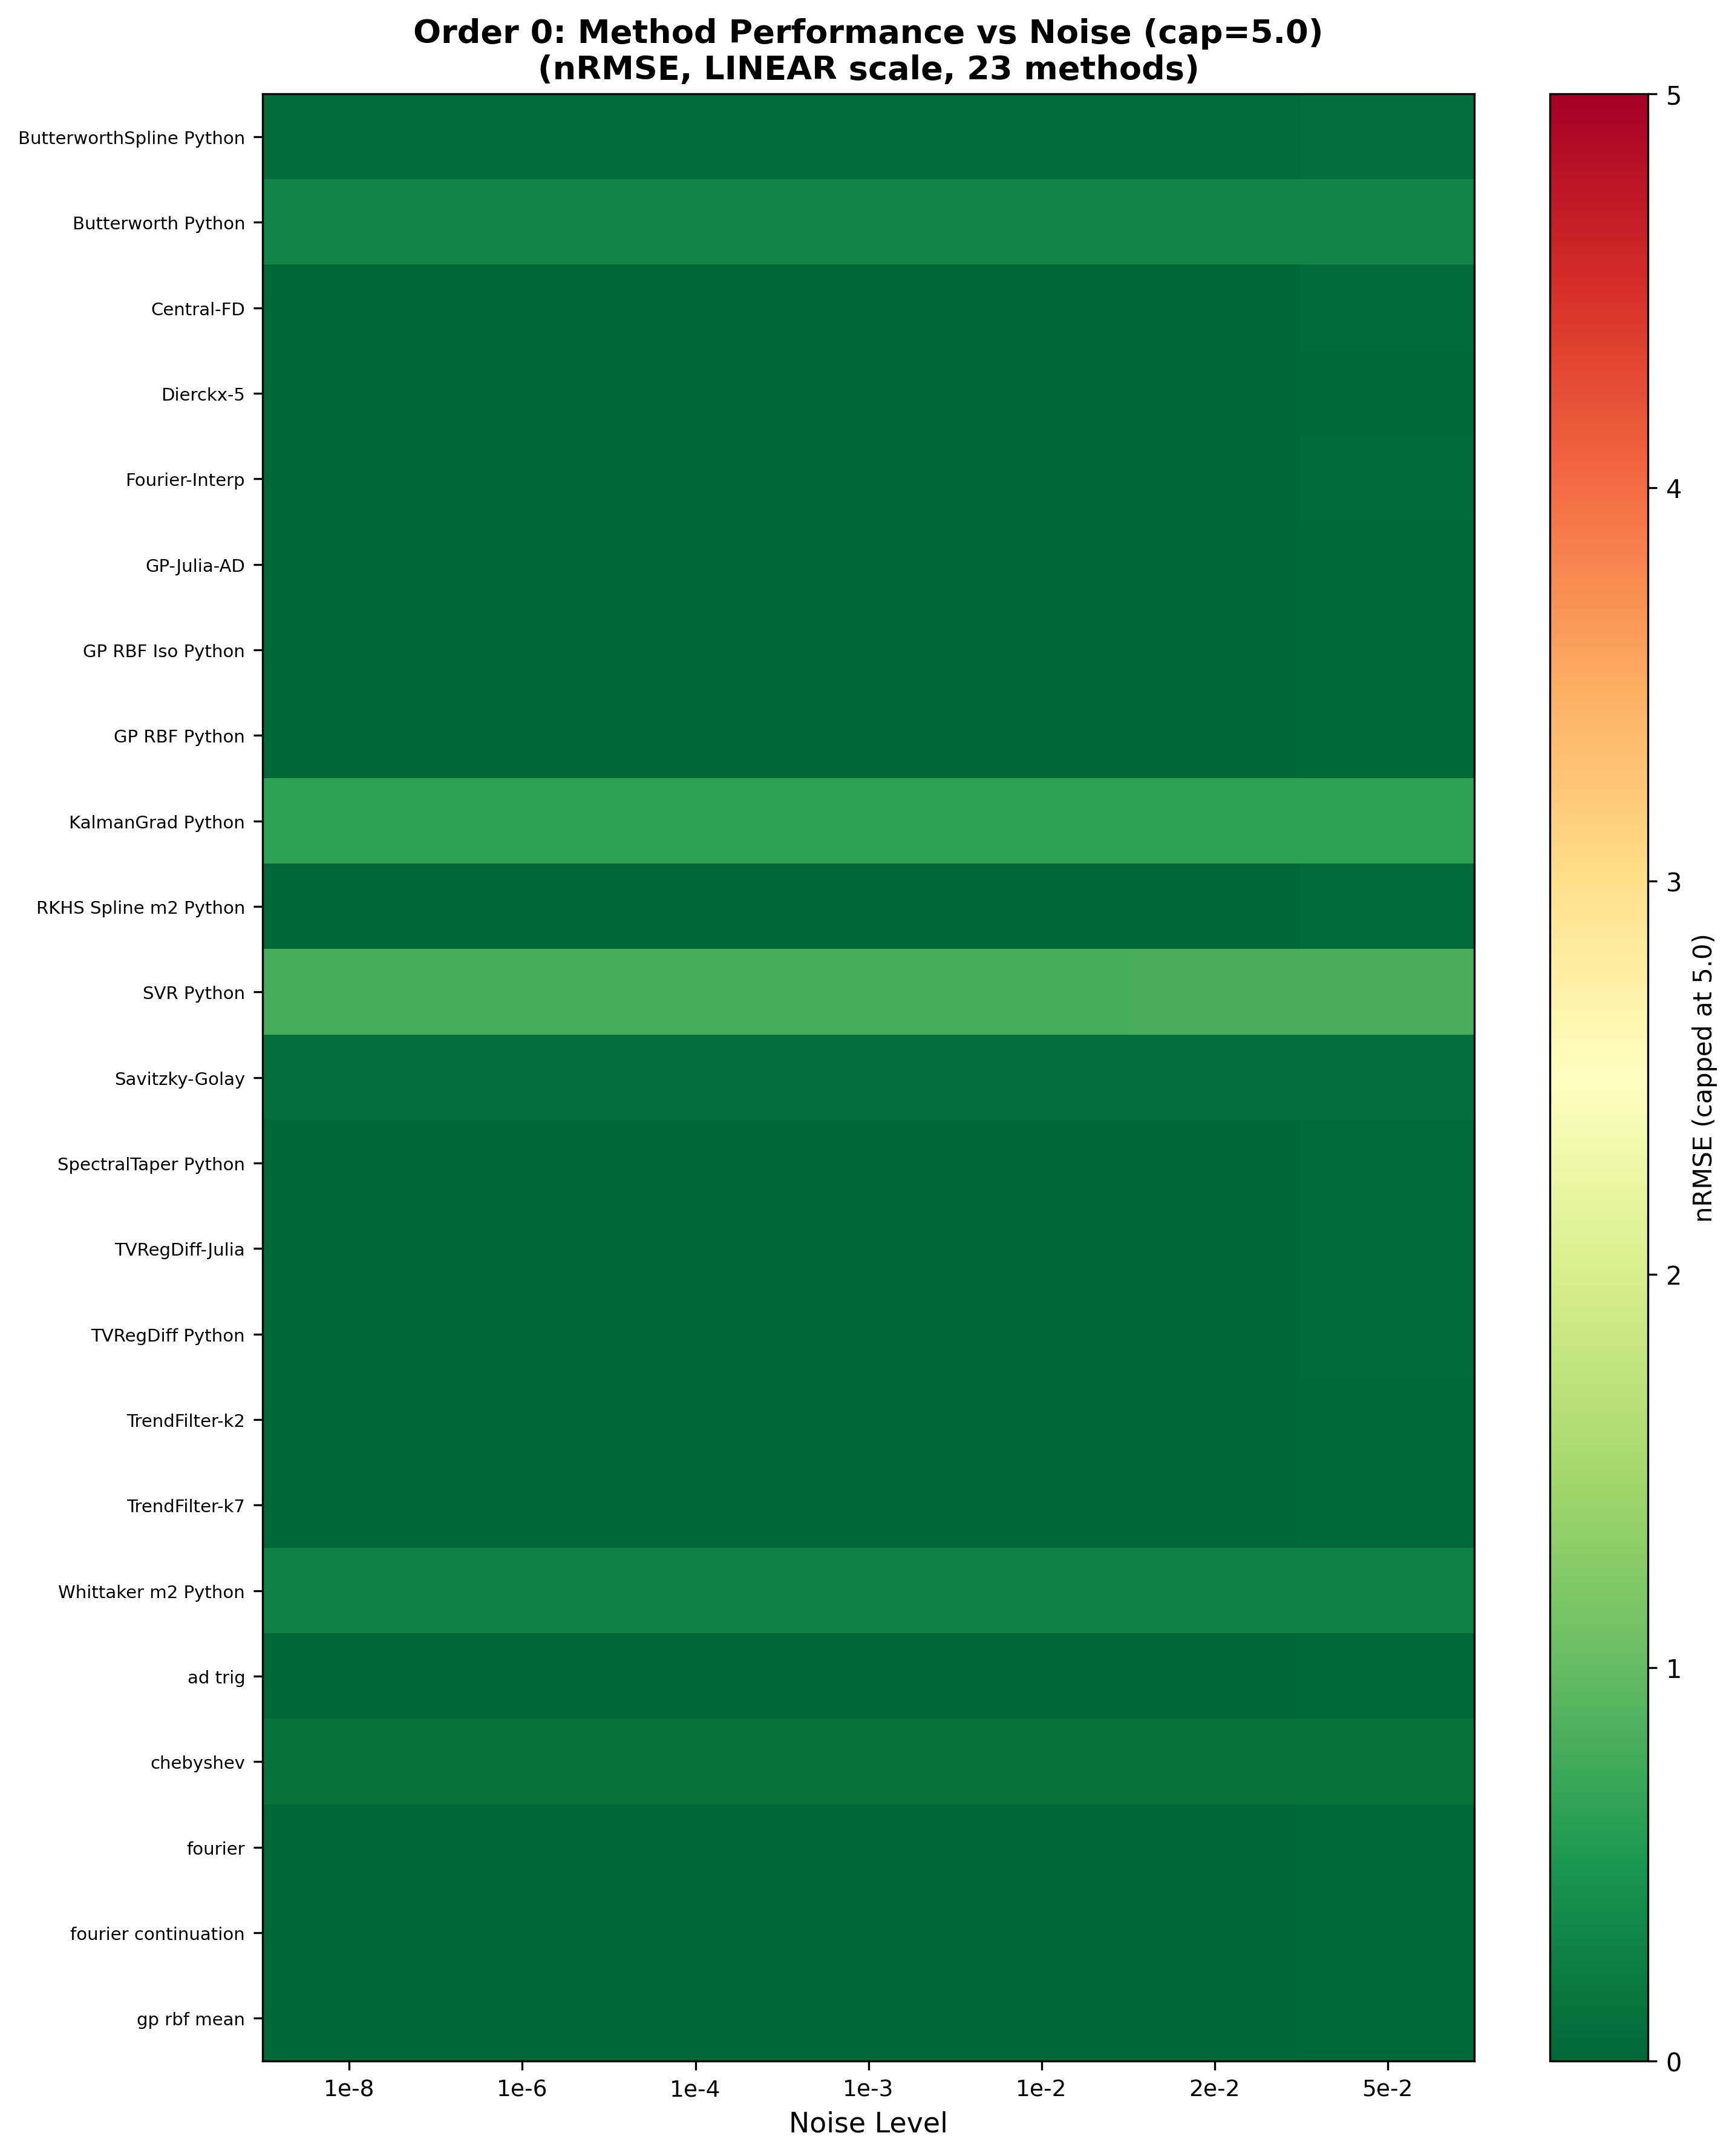 Order 0: Method Performance vs Noise (cap=5.0)
(nRMSE, LINEAR scale, 23 methods)
ButterworthSpline Python
Butterworth Python
Central-FD
Dierckx-5
Fourier-Interp
GP-Julia-AD
GP RBF Iso Python
GP RBF Python
KalmanGrad Python
RKHS Spline m2 Python
SVR Python
Savitzky-Golay
SpectralTaper Python
TVRegDiff-Julia
TVRegDiff Python
TrendFilter-k2
TrendFilter-k7
Whittaker m2 Python
ad trig
chebyshev
fourier
fourier continuation
gp rbf mean
1e-8
1e-6
1e-4
1e-3
1e-2
2e-2
5e-2
Noise Level
5
4
3
2
1
0
nRMSE (capped at 5.0)